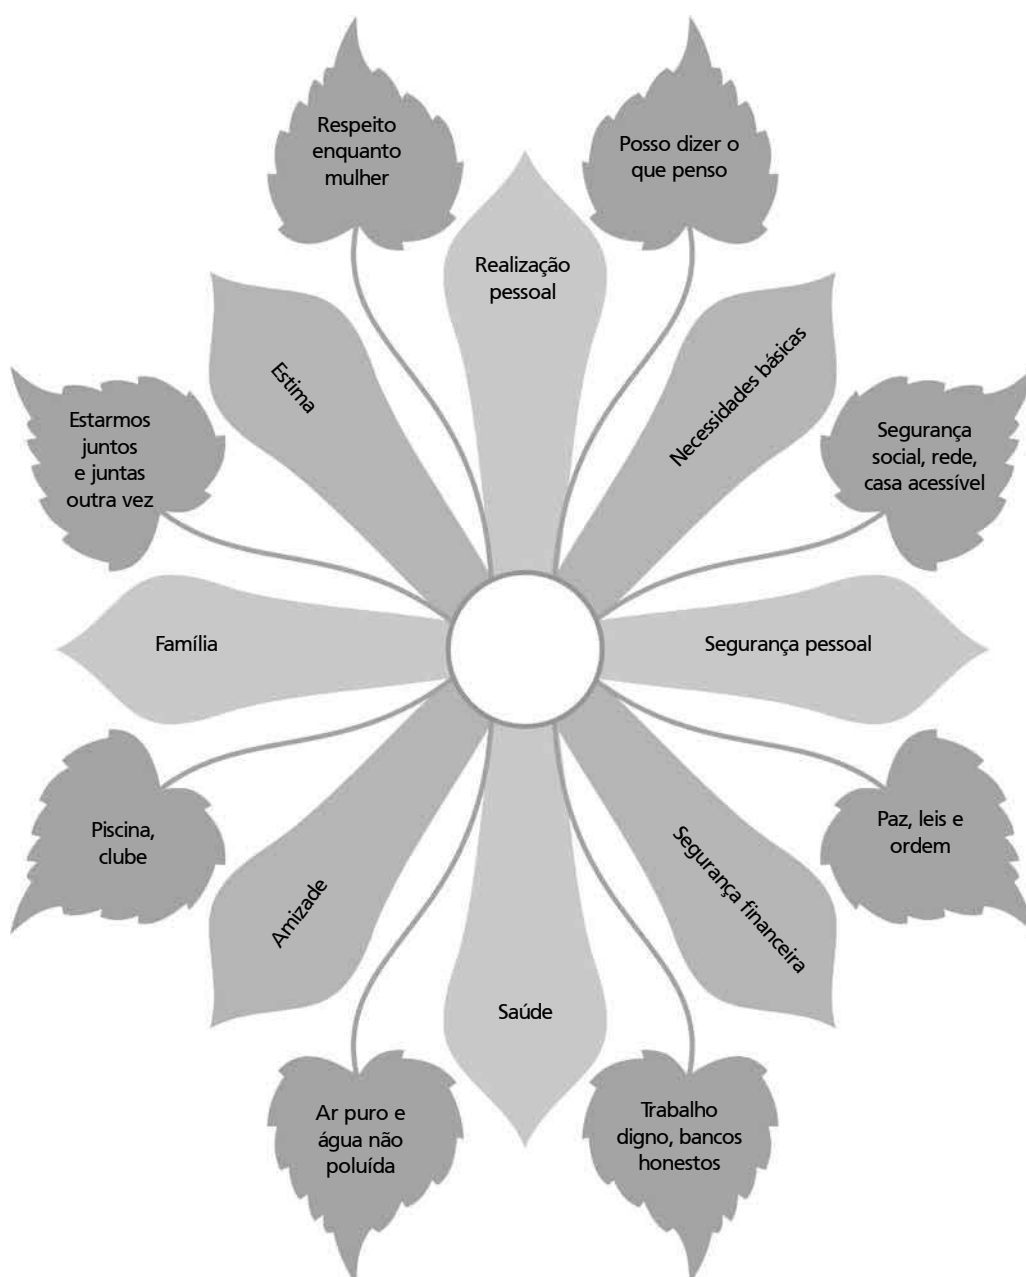 Respeito
enquanto
mulher
Posso dizer o
que penso
Realização
pessoal
Estima
Necessidades básicas
Estarmos
juntos
e juntas
outra vez
Segurança
social, rede,
casa acessível
Família
Segurança pessoal
Piscina,
clube
Paz, leis e
ordem
Amizade
Segurança financeira
Saúde
Ar puro e
água não
poluída
Trabalho
digno, bancos
honestos